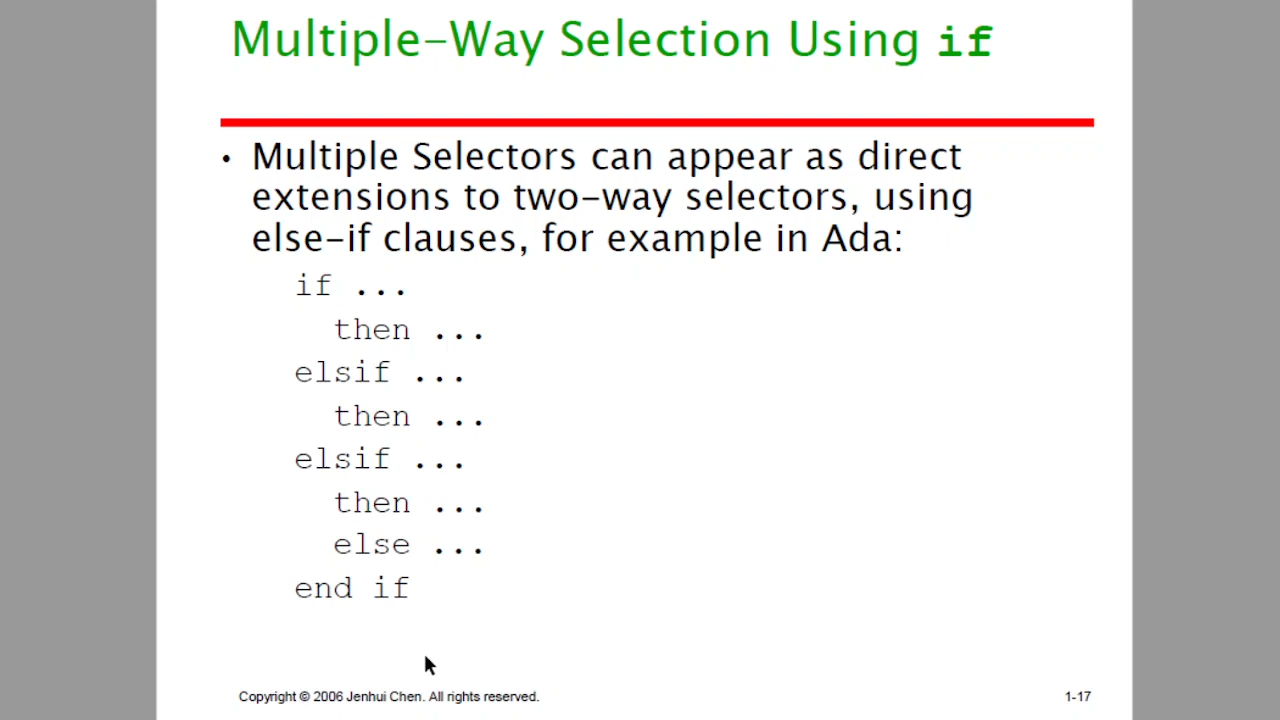 Multiple-Way Selection Using if
• Multiple Selectors can appear as direct
extensions to two-way selectors, using
else-if clauses, for example in Ada:
if ...
then ...
elsif ...
then ...
elsif ...
then ...
else ...
end if
Copyright © 2006 Jenhui Chen. All rights reserved.
1-17